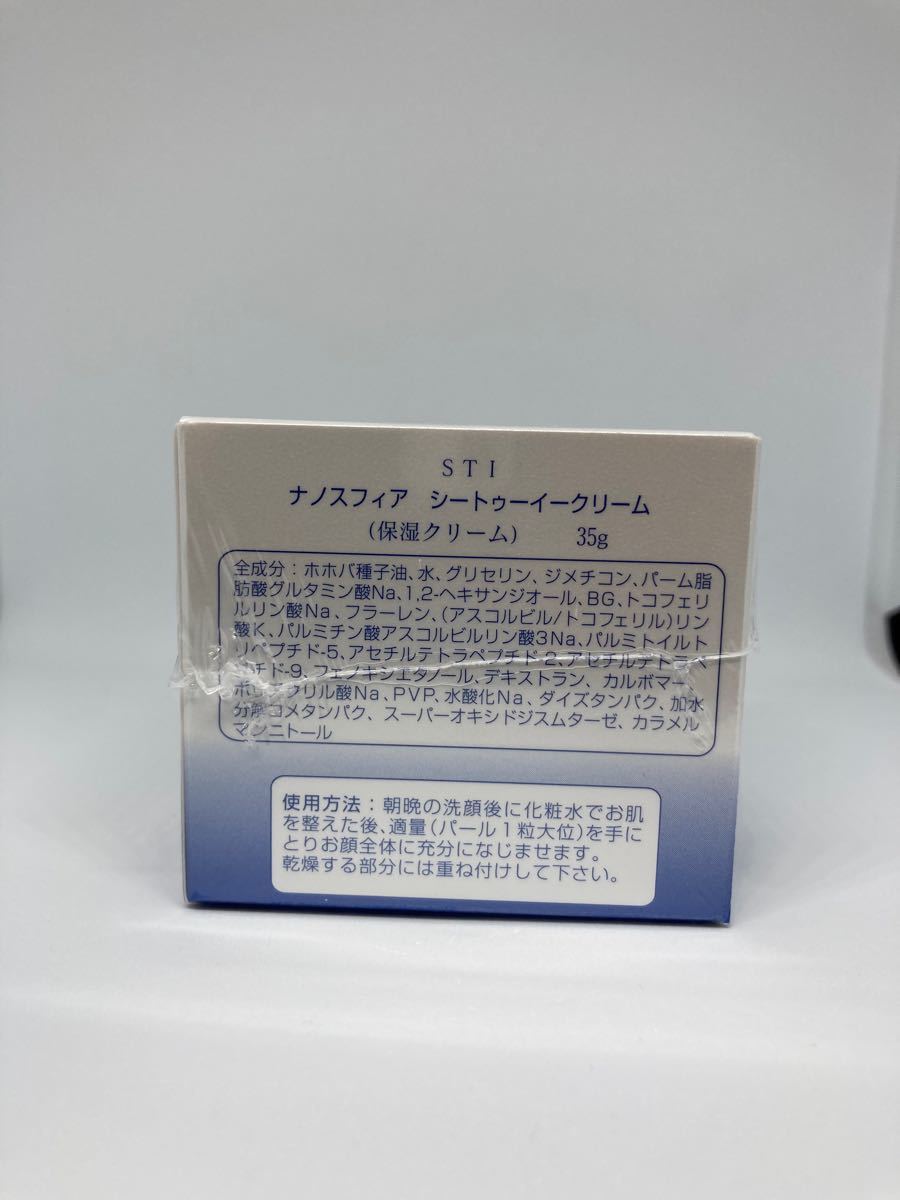 STI
ナノスフィア シートゥーイークリーム
(保湿クリーム) 35g
全成分：ホホバ種子油、水、グリセリン、ジメチコン、パーム脂
肪酸グルタミン酸Na、1,2-ヘキサンジオール、BG、トコフェリ
ルリン酸Na、フラーレン、(アスコルビル/トコフェリル)リン
酸K、パルミチン酸アスコルビルリン酸3Na、パルミトイルト
リペプチド-5、アセチルテトラペプチド-2、アセチルテトラペ
プチド-9、フェノキシエタノール、デキストラン、カルボマー、
ポリアクリル酸Na、PVP、水酸化Na、ダイズタンパク、加水
分解コメタンパク、スーパーオキシドジスムターゼ、カラメル
マンニトール
使用方法：朝晩の洗顔後に化粧水でお肌
を整えた後、適量(パール１粒大位)を手に
とりお顔全体に充分になじませます。
乾燥する部分には重ね付けして下さい。